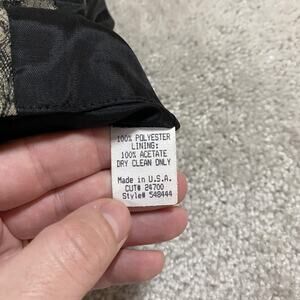 100% POLYESTER
LINING:
100% ACETATE
DRY CLEAN ONLY
Made in U.S.A.
CUT# 24700
Style# 548444